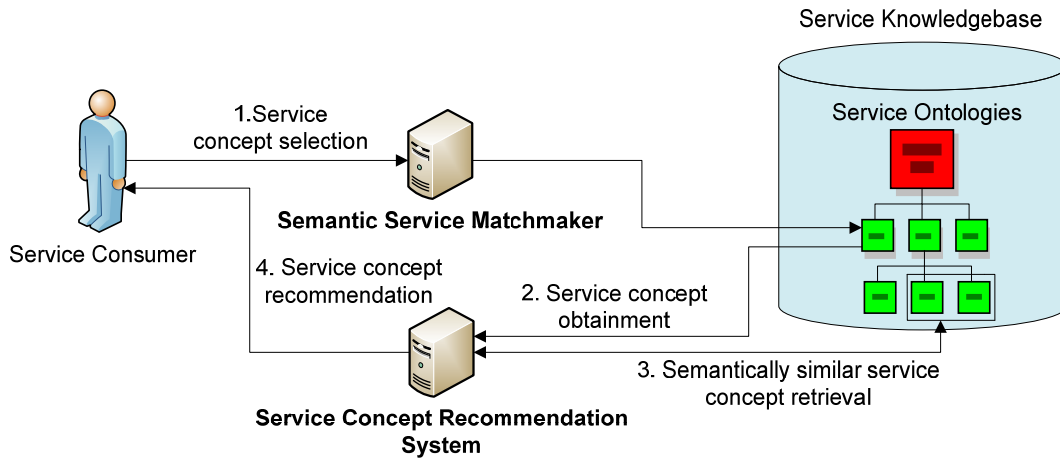 Service Knowledgebase
Service Ontologies
1.Service
concept selection
Semantic Service Matchmaker
Service Consumer
4. Service concept
recommendation
2. Service concept
obtainment
3. Semantically similar service
concept retrieval
Service Concept Recommendation
System